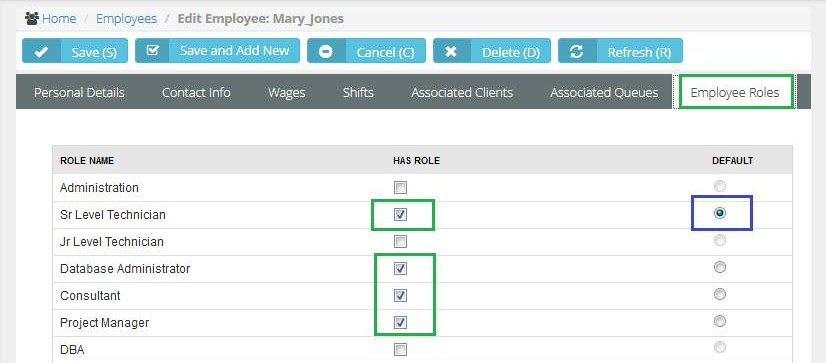 Home / Employees / Edit Employee: Mary_Jones
Save (S) Save and Add New Cancel (C) Delete (D) Refresh (R)
Personal Details Contact Info Wages Shifts Associated Clients Associated Queues Employee Roles
ROLE NAME HAS ROLE DEFAULT
Administration
Sr Level Technician
Jr Level Technician
Database Administrator
Consultant
Project Manager
DBA